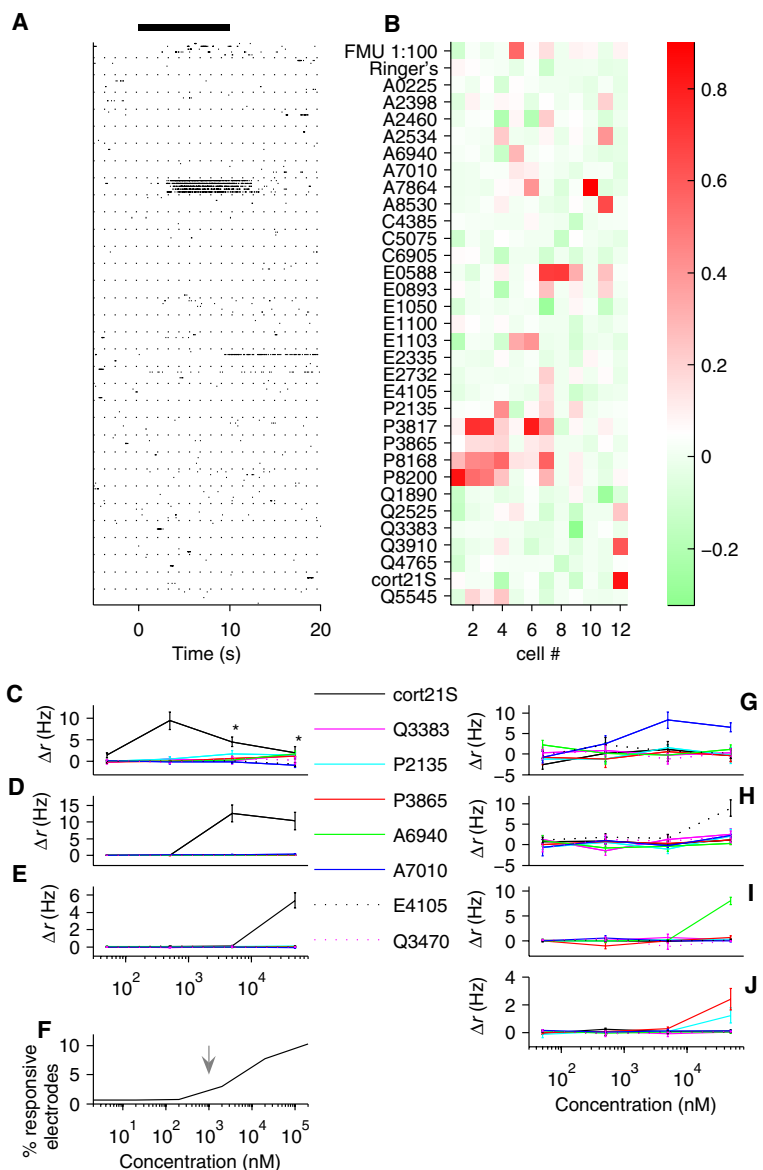 A
B
FMU 1:100
Ringer's
A0225
A2398
A2460
A2534
A6940
A7010
A7864
A8530
C4385
C5075
C6905
E0588
E0893
E1050
E1100
E1103
E2335
E2732
E4105
P2135
P3817
P3865
P8168
P8200
Q1890
Q2525
Q3383
Q3910
Q4765
cort21S
Q5545
0.8
0.6
0.4
0.2
0
−0.2
0 10 20
Time (s)
2 4 6 8 10 12
cell #
C
Δr (Hz)
10
5
0
*
*
D
Δr (Hz)
15
10
5
0
E
Δr (Hz)
6
4
2
0
10² 10³ 10⁴
F
% responsive electrodes
10
5
0
10¹ 10² 10³ 10⁴ 10⁵
Concentration (nM)
cort21S
Q3383
P2135
P3865
A6940
A7010
E4105
Q3470
G
Δr (Hz)
10
5
0
−5
H
Δr (Hz)
10
5
0
−5
I
Δr (Hz)
10
5
0
J
Δr (Hz)
4
2
0
10² 10³ 10⁴
Concentration (nM)